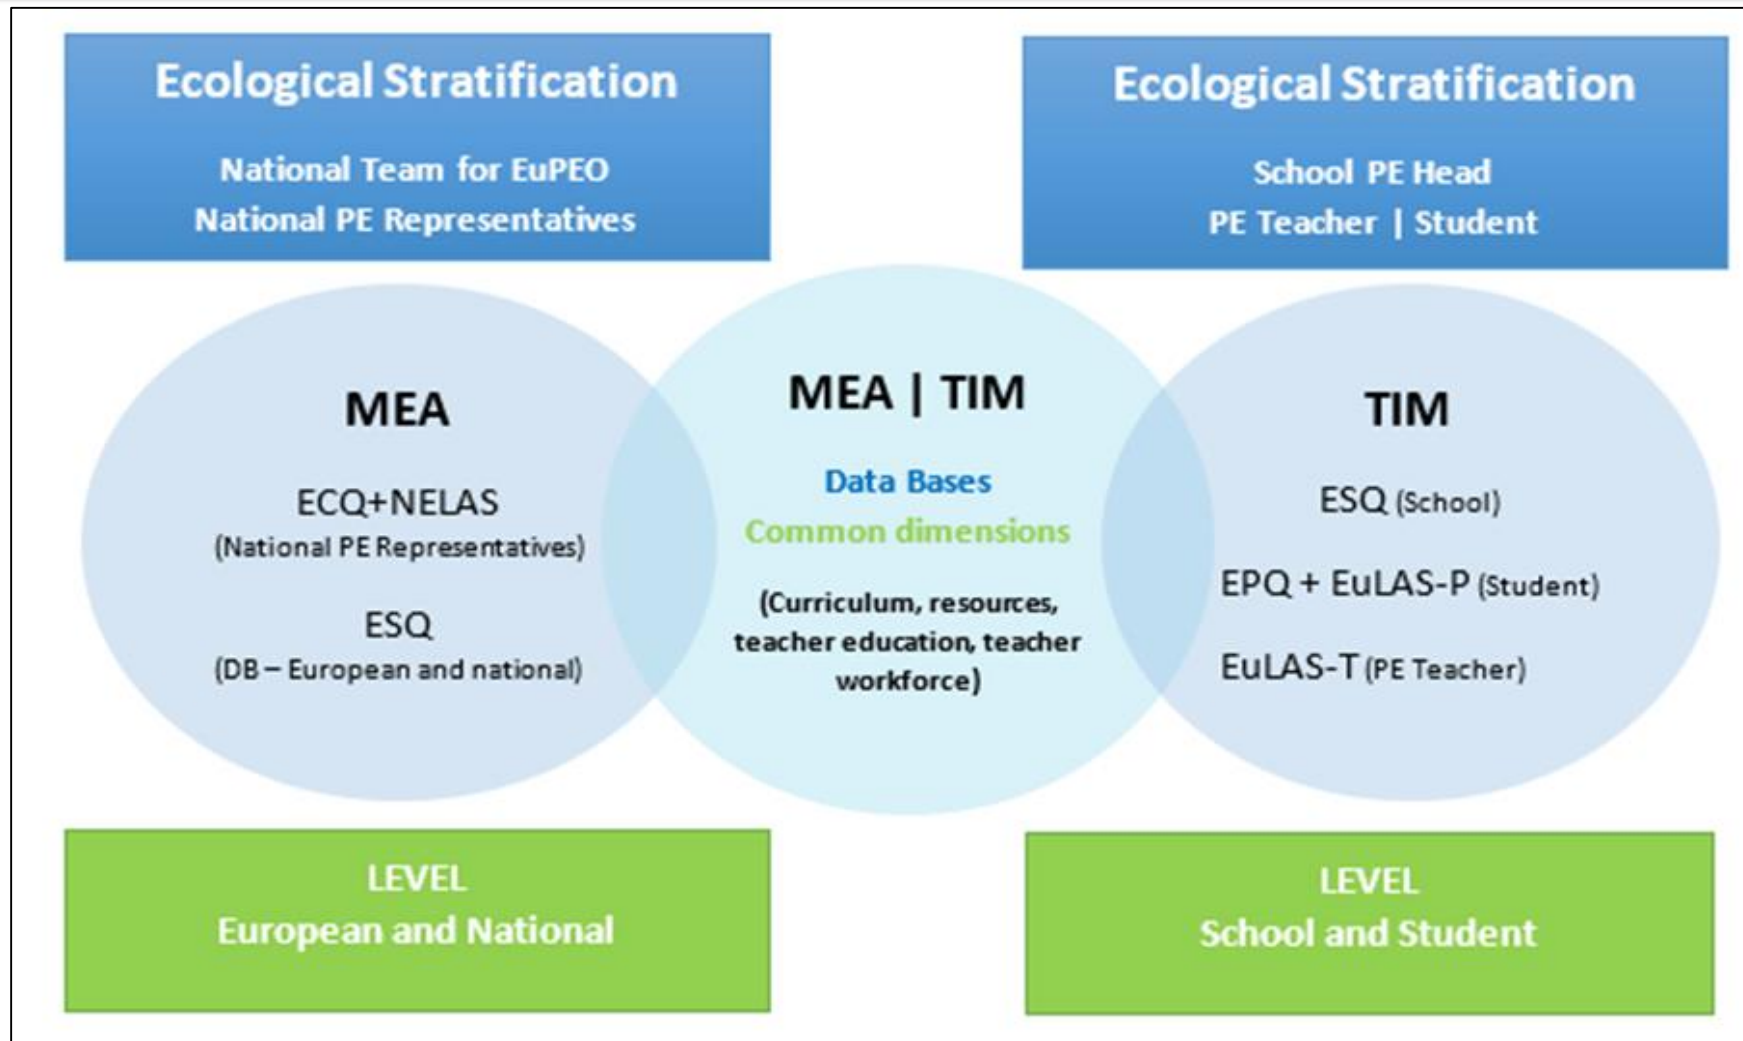 Ecological Stratification
National Team for EuPEO
National PE Representatives
Ecological Stratification
School PE Head
PE Teacher | Student
MEA
ECQ+NELAS
(National PE Representatives)
ESQ
(DB – European and national)
MEA | TIM
Data Bases
Common dimensions
(Curriculum, resources,
teacher education, teacher
workforce)
TIM
ESQ (School)
EPQ + EuLAS-P (Student)
EuLAS-T (PE Teacher)
LEVEL
European and National
LEVEL
School and Student